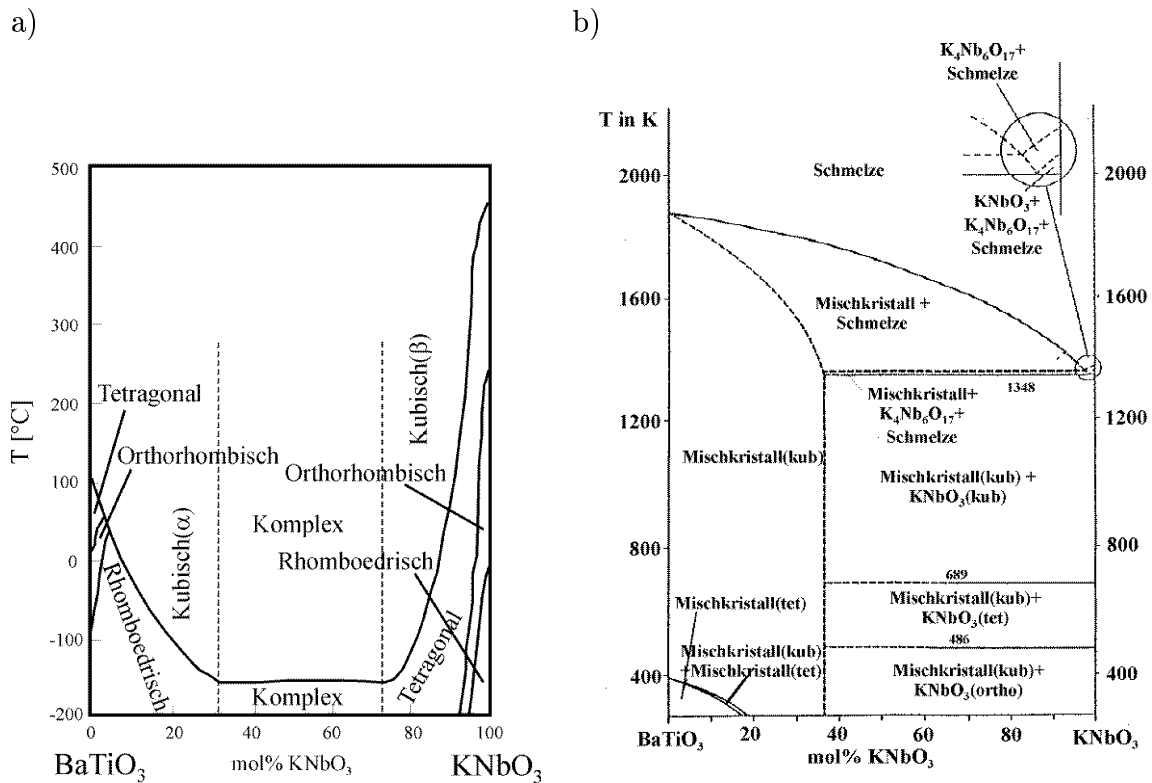 a)
500
400
300
200
100
0
-100
-200
T [°C]
Tetragonal
Orthorhombisch
Rhomboedrisch
Kubisch(α)
Komplex
Komplex
Kubisch(β)
Orthorhombisch
Rhomboedrisch
Tetragonal
0 20 40 60 80 100
BaTiO₃ mol% KNbO₃ KNbO₃
b)
K₄Nb₆O₁₇+
Schmelze
T in K
Schmelze
KNbO₃+
K₄Nb₆O₁₇+
Schmelze
2000
1600
1200
800
400
2000
1600
1200
800
400
Mischkristall +
Schmelze
1348
Mischkristall+
K₄Nb₆O₁₇+
Schmelze
Mischkristall(kub)
Mischkristall(kub) +
KNbO₃(kub)
689
Mischkristall(tet)
Mischkristall(kub)+
KNbO₃(tet)
486
Mischkristall(kub)
+Mischkristall(tet)
Mischkristall(kub)+
KNbO₃(ortho)
BaTiO₃ 20 40 60 80 KNbO₃
mol% KNbO₃